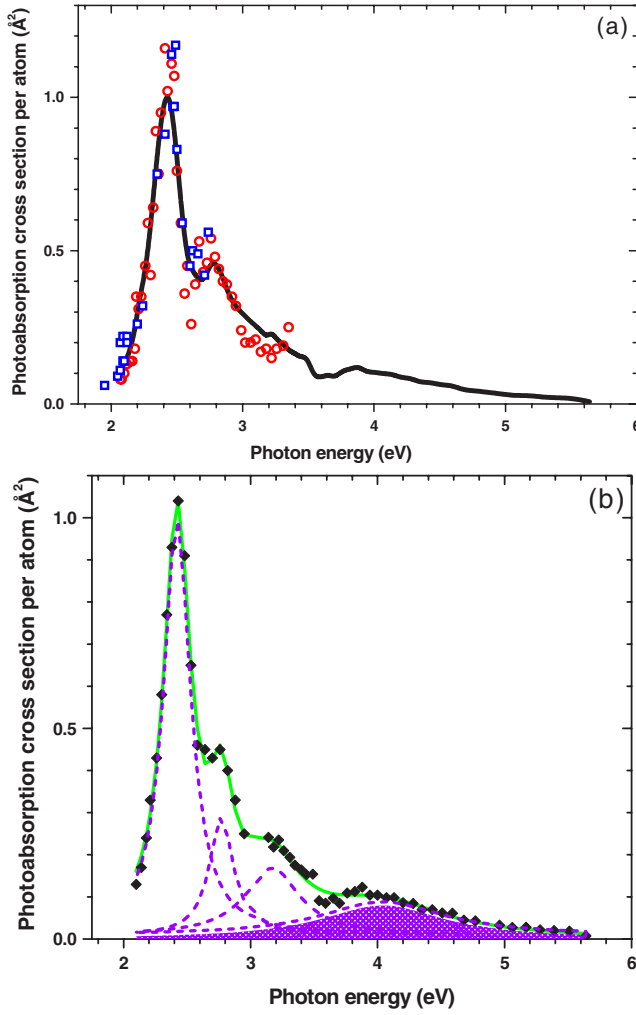 (a)
Photoabsorption cross section per atom (Å²)
1.0
0.5
0.0
2 3 4 5 6
Photon energy (eV)
(b)
Photoabsorption cross section per atom (Å²)
1.0
0.5
0.0
2 3 4 5 6
Photon energy (eV)